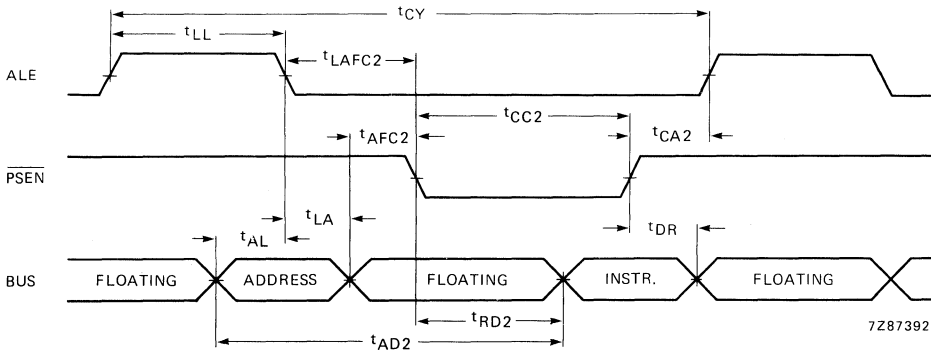 tCY
tLL
ALE
tLAFC2
tCC2
tAFC2
tCA2
PSEN
tLA
tAL
tDR
BUS
FLOATING
ADDRESS
FLOATING
INSTR.
FLOATING
tRD2
7Z87392
tAD2